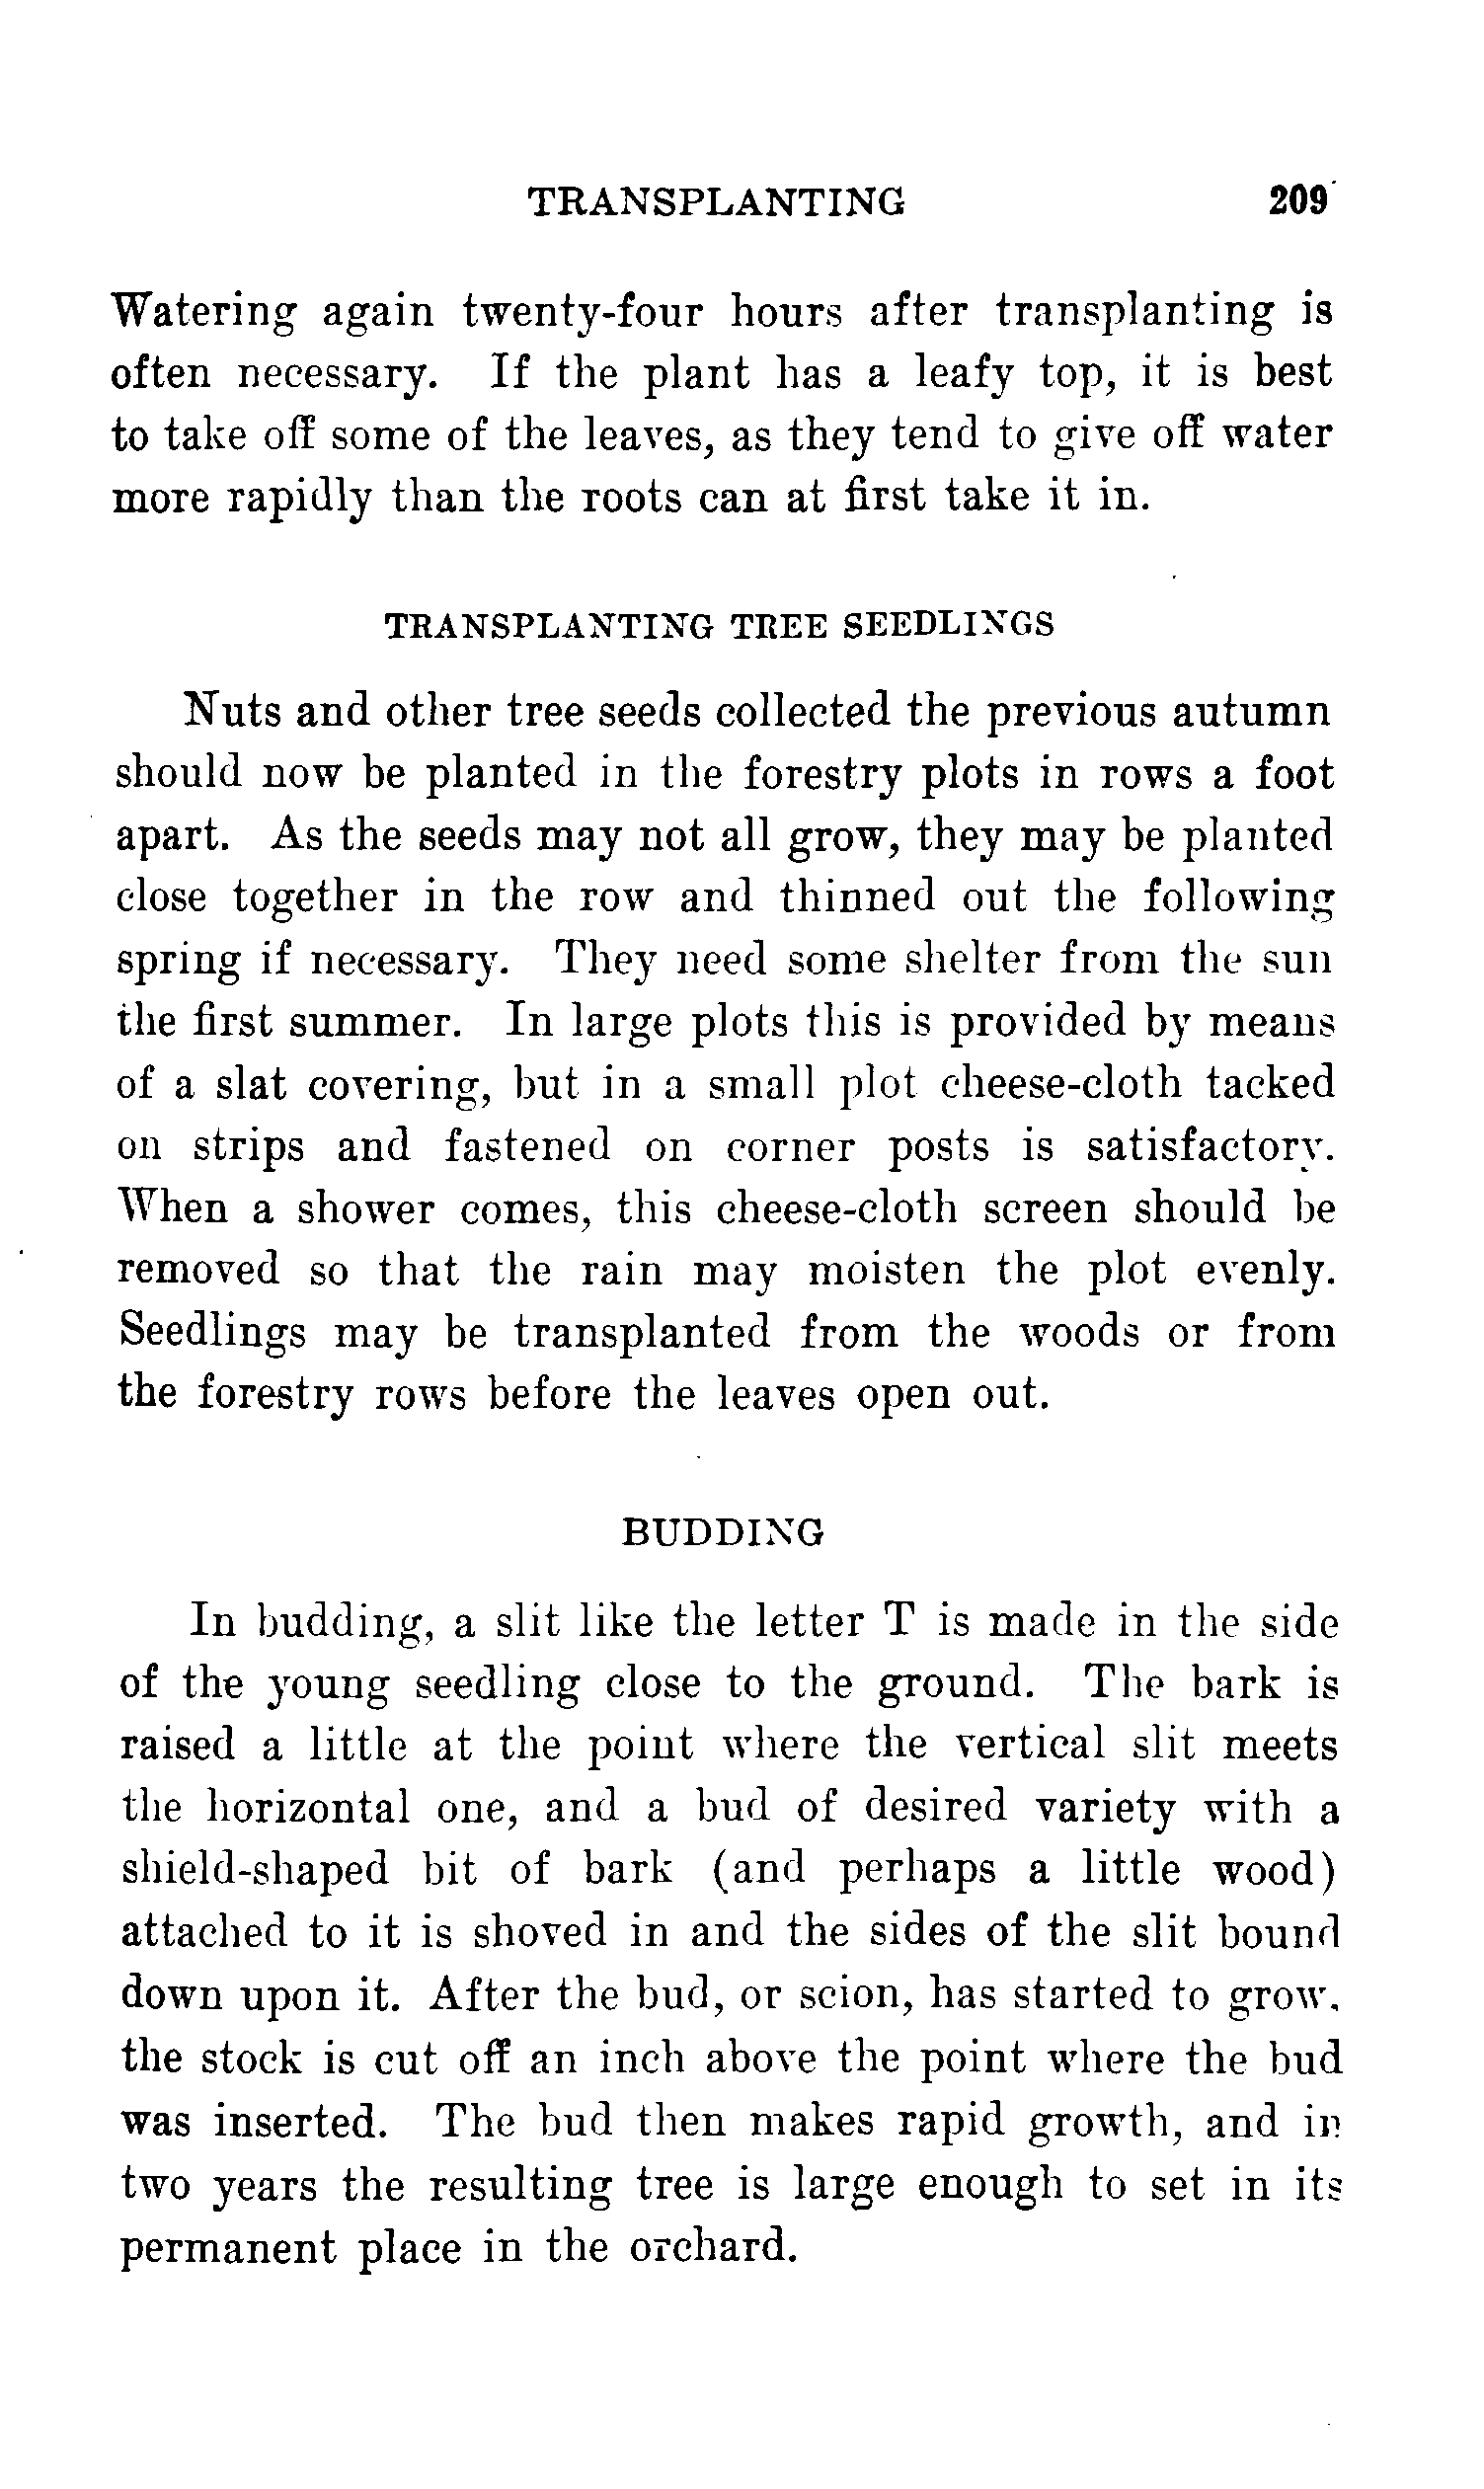 TRANSPLANTING 209
Watering again twenty-four hours after transplanting is
often necessary. If the plant has a leafy top, it is best
to take off some of the leaves, as they tend to give off water
more rapidly than the roots can at first take it in.
TRANSPLANTING TREE SEEDLINGS
Nuts and other tree seeds collected the previous autumn
should now be planted in the forestry plots in rows a foot
apart. As the seeds may not all grow, they may be planted
close together in the row and thinned out the following
spring if necessary. They need some shelter from the sun
the first summer. In large plots this is provided by means
of a slat covering, but in a small plot cheese-cloth tacked
on strips and fastened on corner posts is satisfactory.
When a shower comes, this cheese-cloth screen should be
removed so that the rain may moisten the plot evenly.
Seedlings may be transplanted from the woods or from
the forestry rows before the leaves open out.
BUDDING
In budding, a slit like the letter T is made in the side
of the young seedling close to the ground. The bark is
raised a little at the point where the vertical slit meets
the horizontal one, and a bud of desired variety with a
shield-shaped bit of bark (and perhaps a little wood)
attached to it is shoved in and the sides of the slit bound
down upon it. After the bud, or scion, has started to grow,
the stock is cut off an inch above the point where the bud
was inserted. The bud then makes rapid growth, and in
two years the resulting tree is large enough to set in its
permanent place in the orchard.